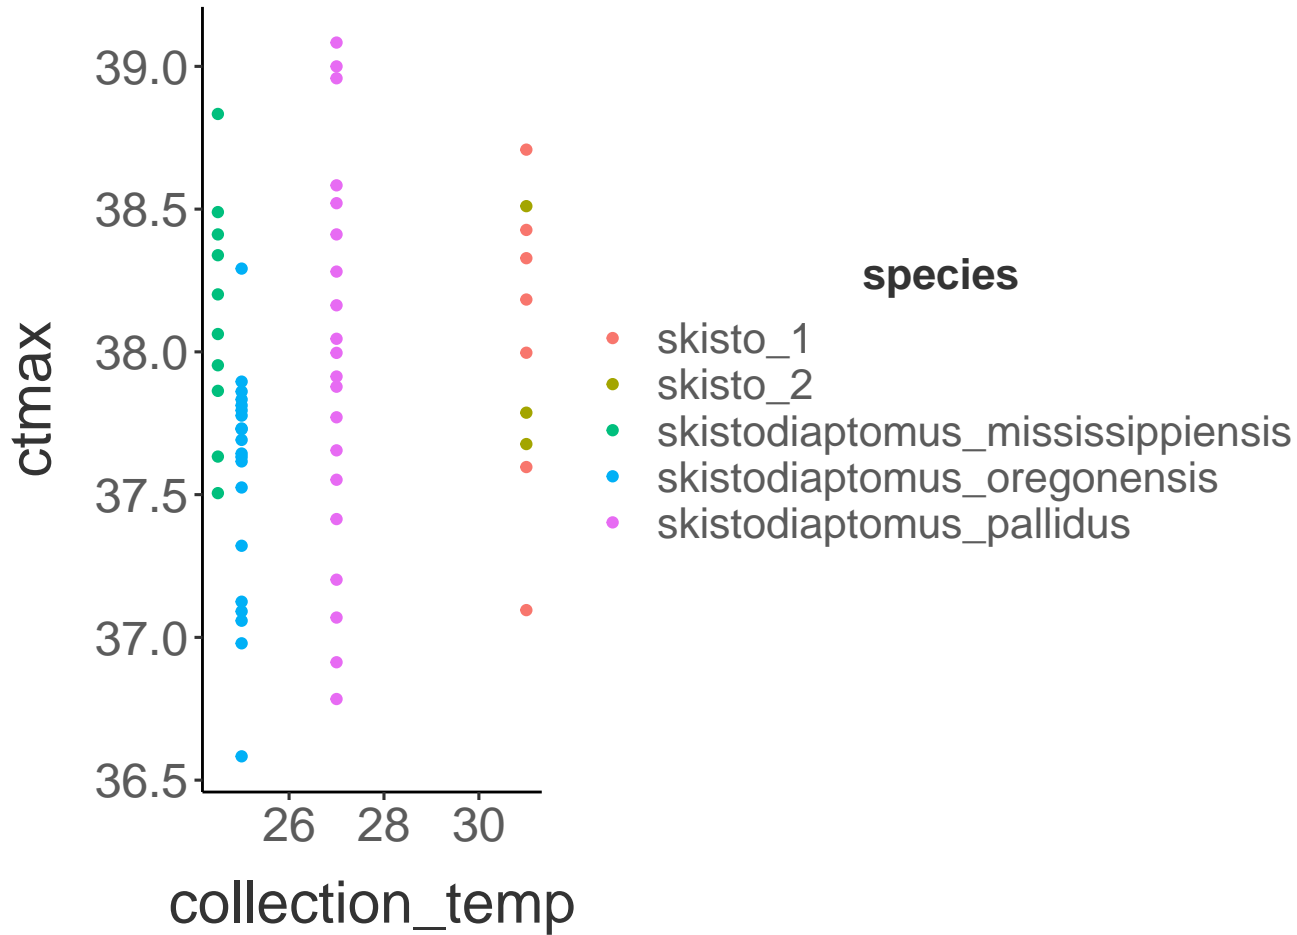 39.0
38.5
38.0
37.5
37.0
36.5
ctmax
26 28 30
collection_temp
species
skisto_1
skisto_2
skistodiaptomus_mississippiensis
skistodiaptomus_oregonensis
skistodiaptomus_pallidus